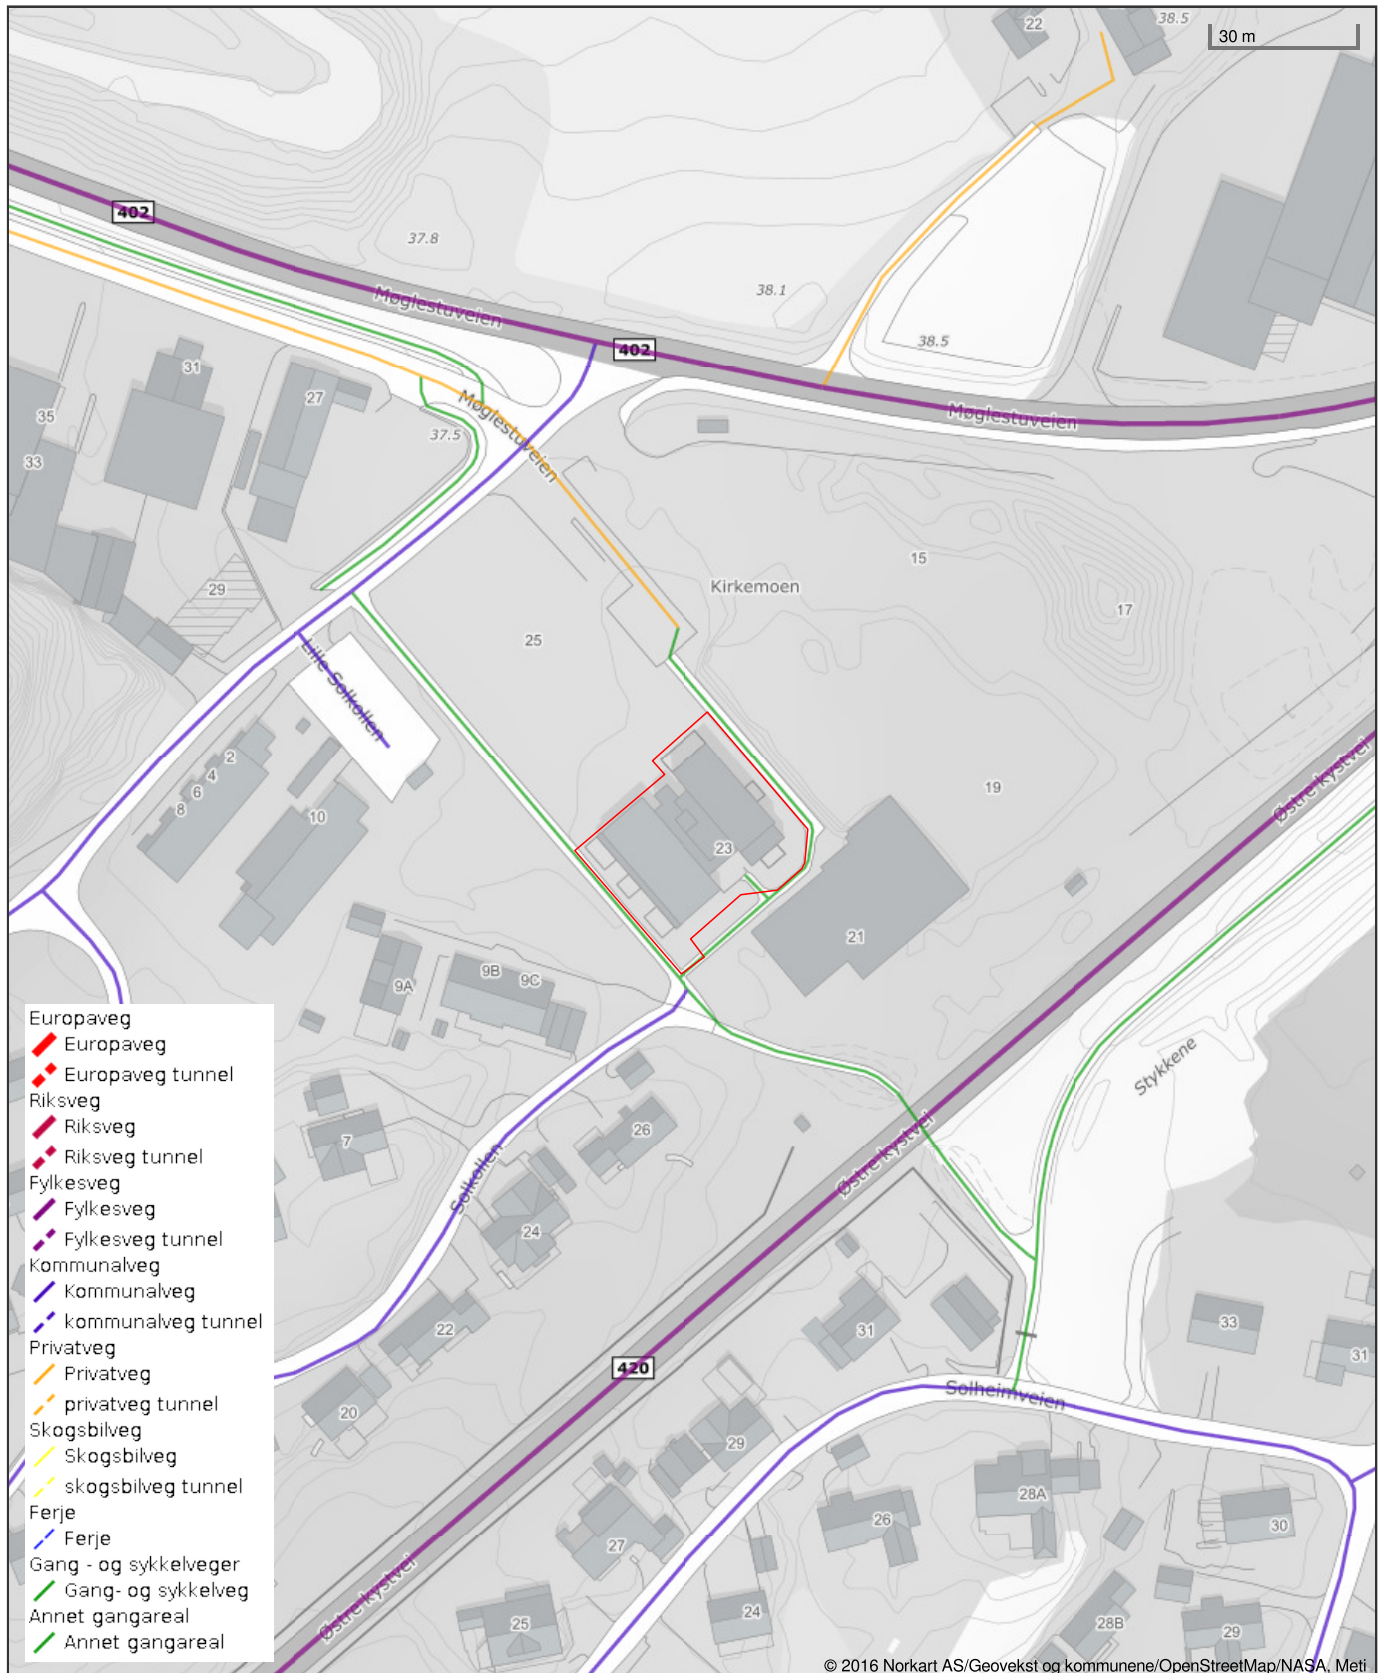 22
38.5
30 m
402
37.8
Møglestuveien
38.1
402
38.5
31
27
Møglestuveien
Møglestuveien
35
37.5
33
15
Kirkemoen
29
17
25
Lille Solkollen
Østre kystvei
2
4
6
8
10
19
23
21
9A
9B
9C
Stykkene
7
26
Østre kystvei
Solkollen
24
22
31
33
31
420
20
Solheimveien
29
28A
26
30
27
Østre kystvei
25
24
28B
29
Europaveg
Europaveg
Europaveg tunnel
Riksveg
Riksveg
Riksveg tunnel
Fylkesveg
Fylkesveg
Fylkesveg tunnel
Kommunalveg
Kommunalveg
kommunalveg tunnel
Privatveg
Privatveg
privatveg tunnel
Skogsbilveg
Skogsbilveg
skogsbilveg tunnel
Ferje
Ferje
Gang - og sykkelveger
Gang- og sykkelveg
Annet gangareal
Annet gangareal
© 2016 Norkart AS/Geovekst og kommunene/OpenStreetMap/NASA, Meti